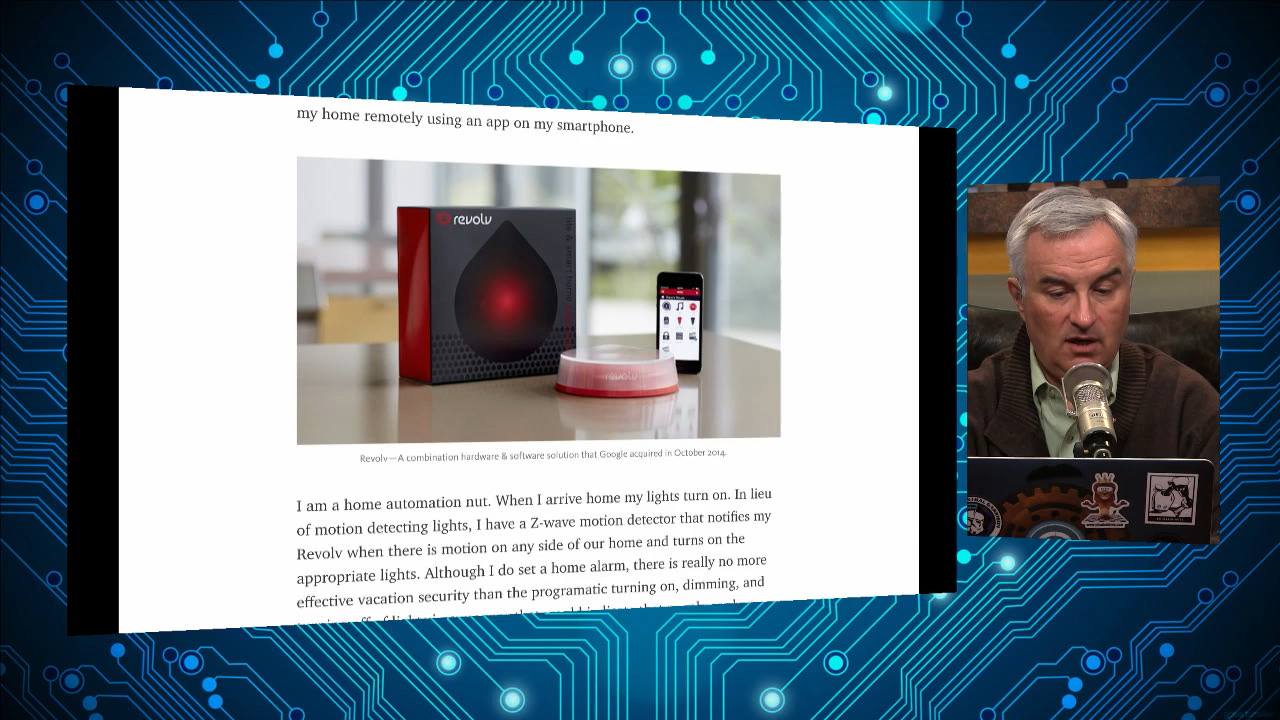 my home remotely using an app on my smartphone.
revolv
life & smart home
revolv
Revolv—A combination hardware & software solution that Google acquired in October 2014.
I am a home automation nut. When I arrive home my lights turn on. In lieu
of motion detecting lights, I have a Z-wave motion detector that notifies my
Revolv when there is motion on any side of our home and turns on the
appropriate lights. Although I do set a home alarm, there is really no more
effective vacation security than the programatic turning on, dimming, and